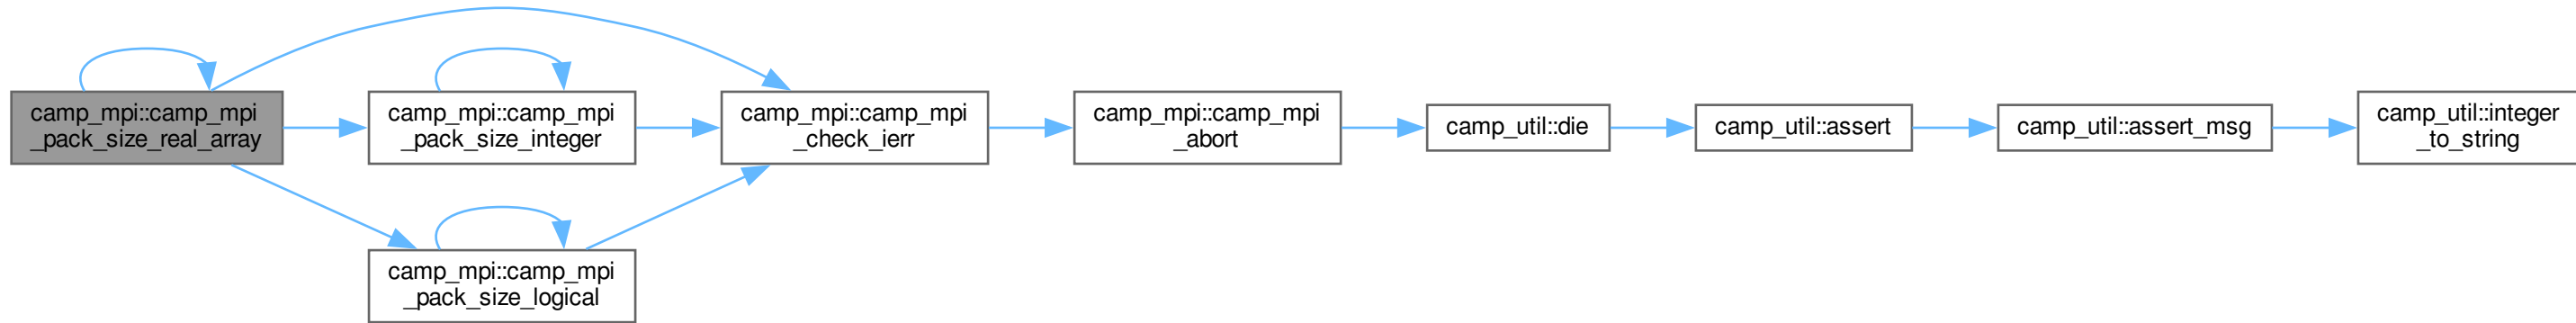 camp_mpi::camp_mpi
_pack_size_real_array
camp_mpi::camp_mpi
_pack_size_integer
camp_mpi::camp_mpi
_check_ierr
camp_mpi::camp_mpi
_abort
camp_util::die
camp_util::assert
camp_util::assert_msg
camp_util::integer
_to_string
camp_mpi::camp_mpi
_pack_size_logical